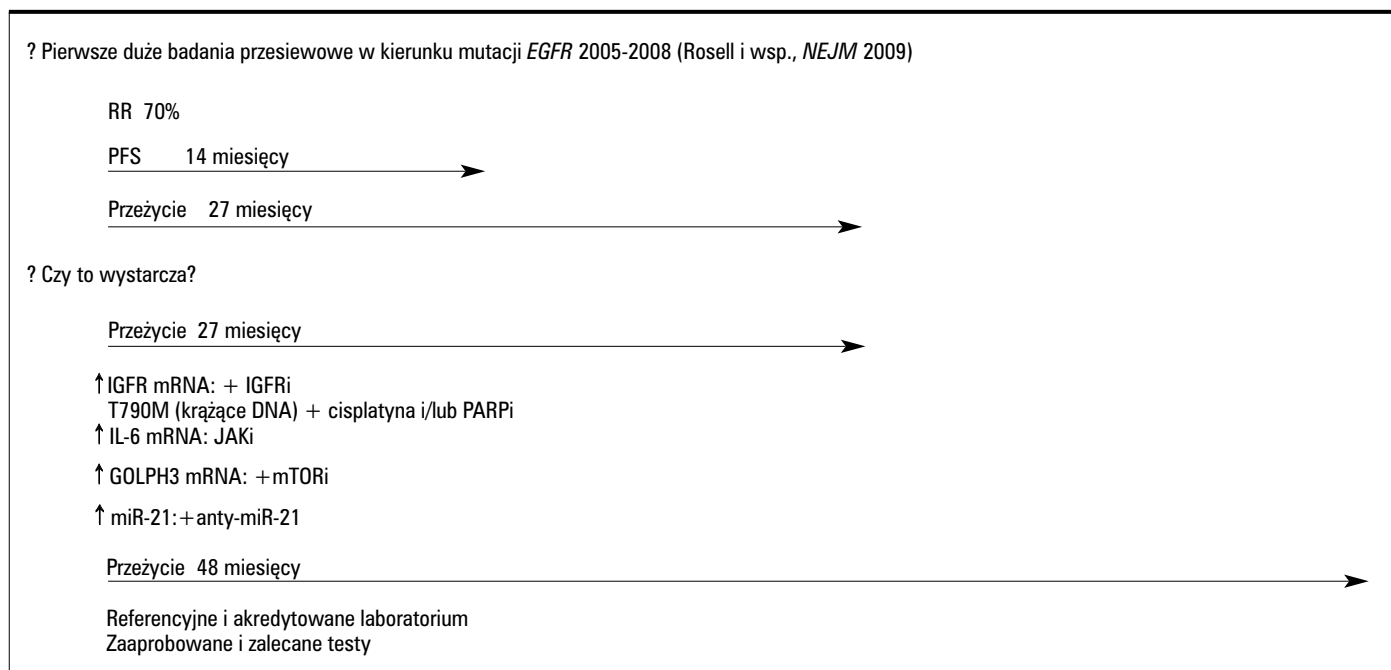 ? Pierwsze duże badania przesiewowe w kierunku mutacji EGFR 2005-2008 (Rosell i wsp., NEJM 2009)
RR 70%
PFS 14 miesięcy
Przeżycie 27 miesięcy
? Czy to wystarcza?
Przeżycie 27 miesięcy
↑ IGFR mRNA: + IGFRi
T790M (krążące DNA) + cisplatyna i/lub PARPi
↑ IL-6 mRNA: JAKi
↑ GOLPH3 mRNA: +mTORi
↑ miR-21:+anty-miR-21
Przeżycie 48 miesięcy
Referencyjne i akredytowane laboratorium
Zaaprobowane i zalecane testy